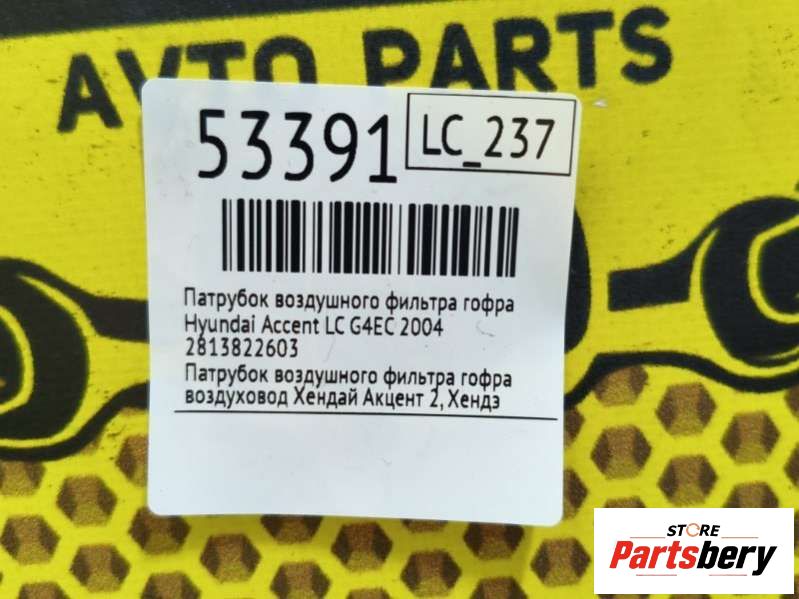 AVTO PARTS
53391
LC_237
Патрубок воздушного фильтра гофра
Hyundai Accent LC G4EC 2004
2813822603
Патрубок воздушного фильтра гофра
воздуховод Хендай Акцент 2, Хендэ
STORE
Partsbery